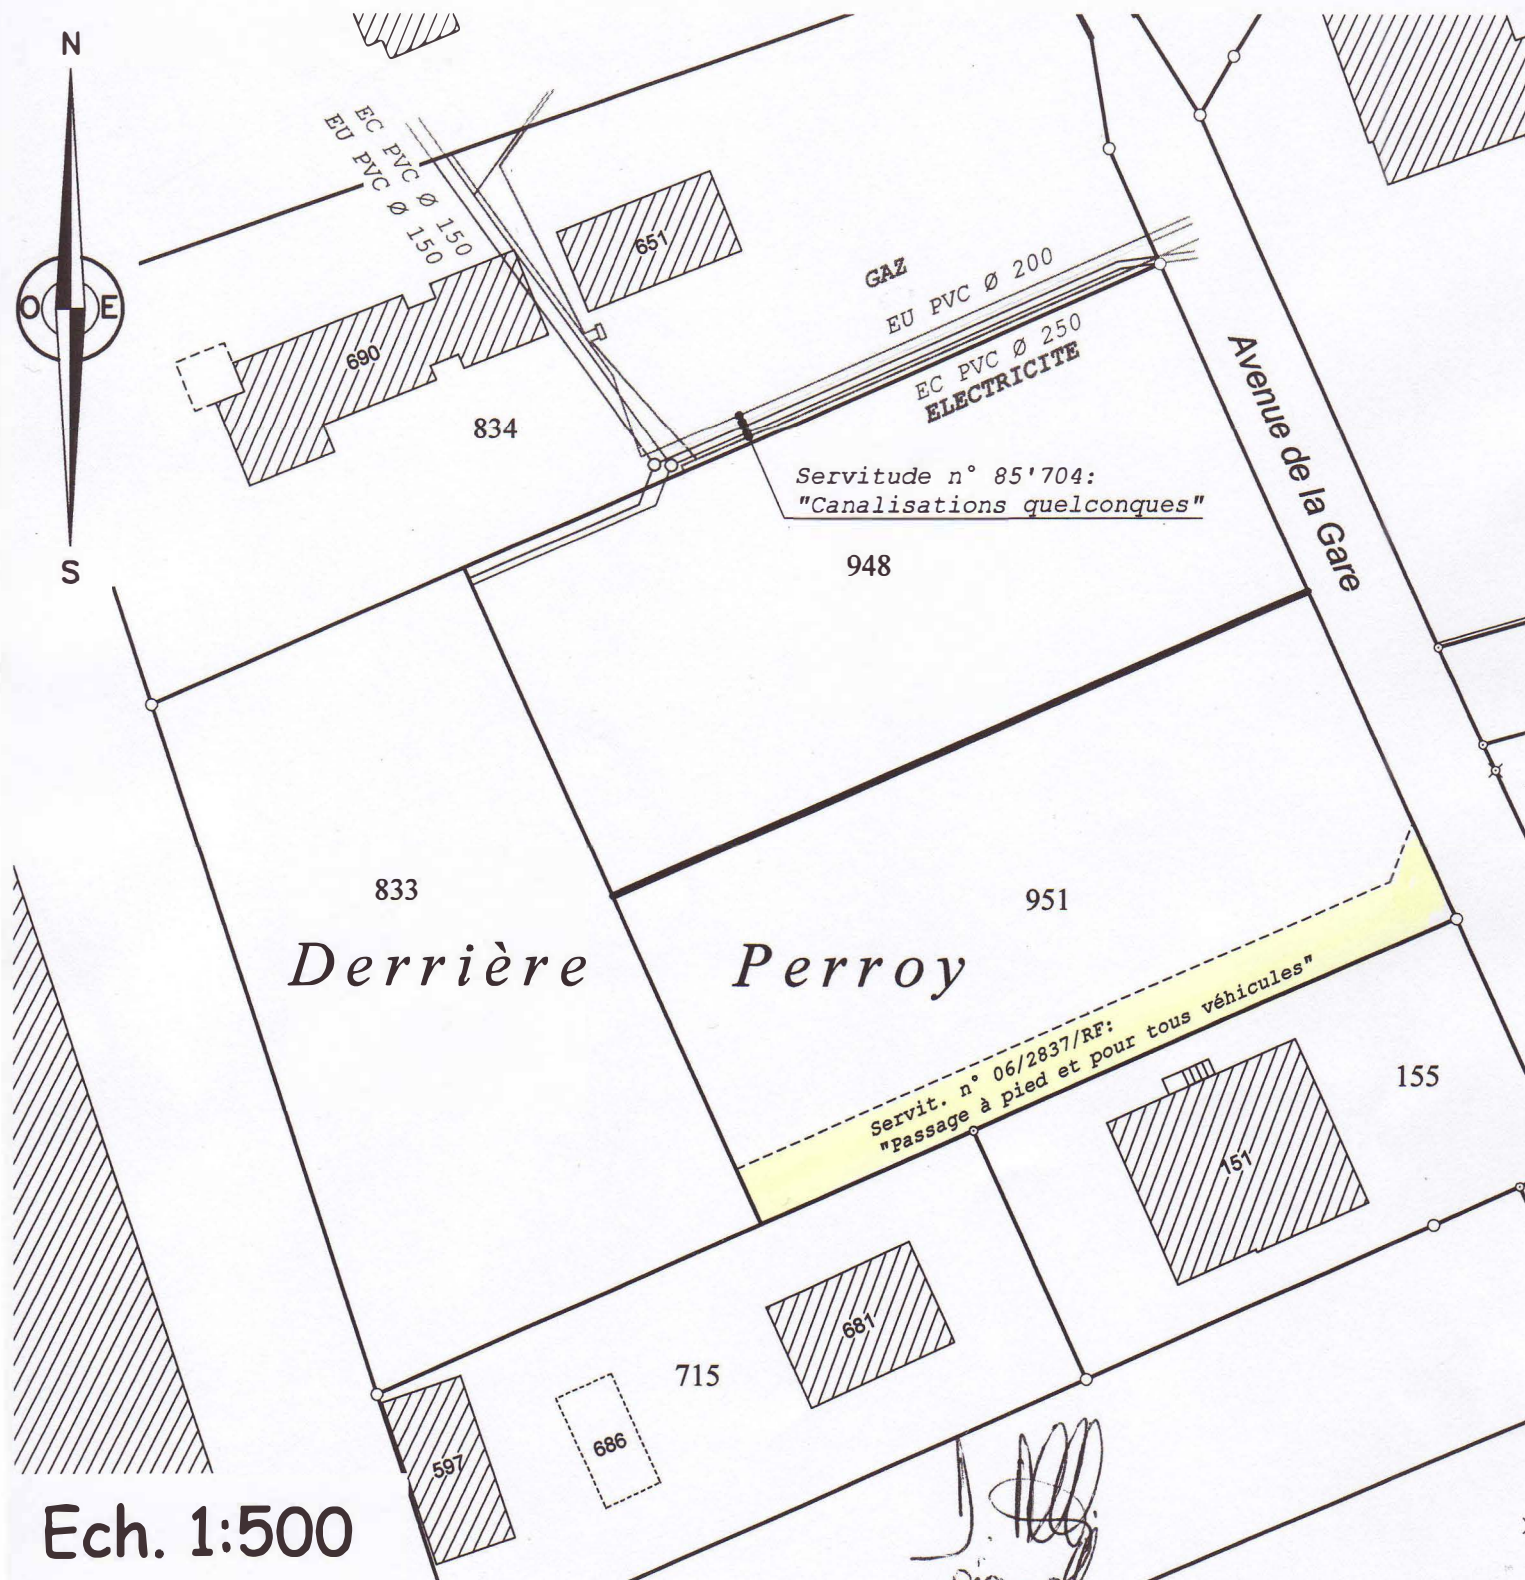 N
EC PVC Ø 150
EU PVC Ø 150
651
GAZ
EU PVC Ø 200
O E
690
EC PVC Ø 250
ELECTRICITE
Avenue de la Gare
834
Servitude n° 85'704:
"Canalisations quelconques"
S
948
833
951
Derrière Perroy
Servit. n° 06/2837/RF:
"Passage à pied et pour tous véhicules"
155
151
681
715
686
597
Ech. 1:500